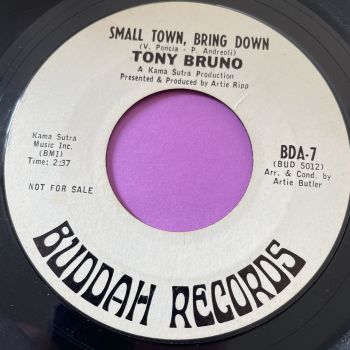 SMALL TOWN, BRING DOWN
(V. Poncia - P. Andreoli)
TONY BRUNO
A Kama Sutra Production
Presented & Produced by Artie Ripp
Kama Sutra
Music Inc.
(BMI)
Time: 2:37
NOT FOR SALE
BDA-7
(BUD 5012)
Arr. & Cond. by
Artie Butler
BUDDAH RECORDS